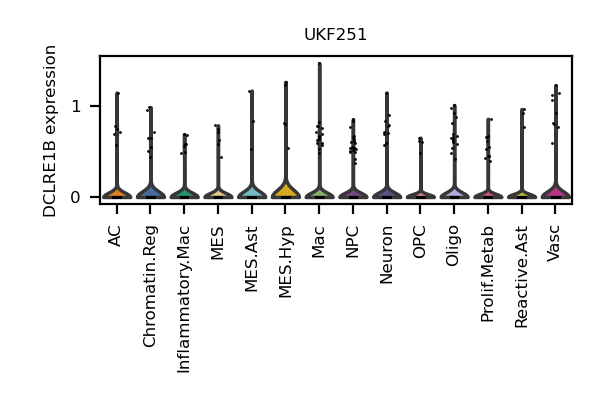 UKF251
DCLRE1B expression
1
0
AC
Chromatin.Reg
Inflammatory.Mac
MES
MES.Ast
MES.Hyp
Mac
NPC
Neuron
OPC
Oligo
Prolif.Metab
Reactive.Ast
Vasc